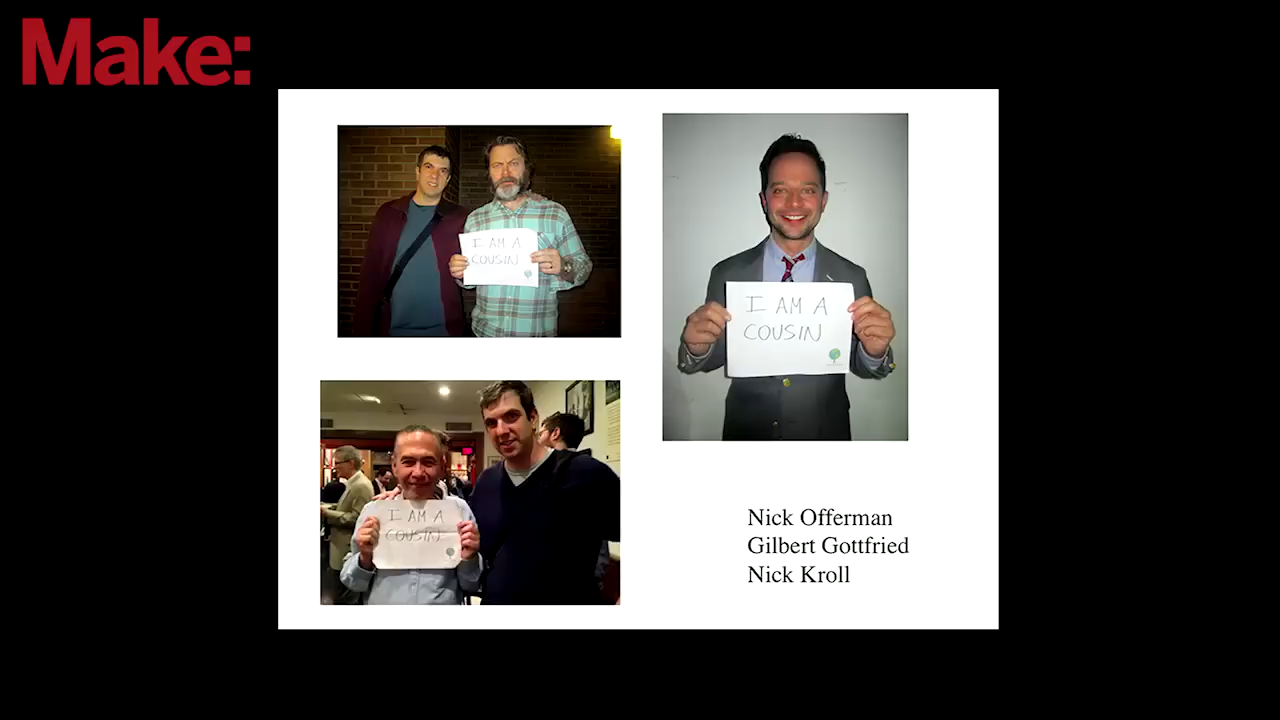 Make:
I AM A
COUSIN
I AM A
COUSIN
I AM A
COUSIN
Nick Offerman
Gilbert Gottfried
Nick Kroll